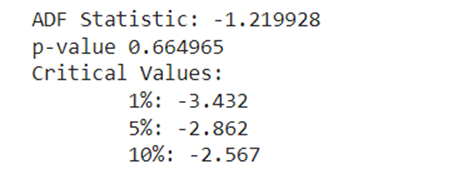 ADF Statistic: -1.219928
p-value 0.664965
Critical Values:
1%: -3.432
5%: -2.862
10%: -2.567